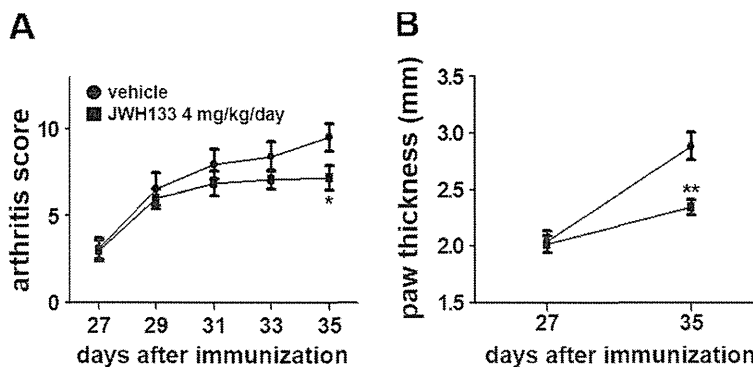 A
arthritis score
10
5
0
vehicle
JWH133 4 mg/kg/day
*
27 29 31 33 35
days after immunization
B
paw thickness (mm)
3.5
3.0
2.5
2.0
1.5
**
27 35
days after immunization